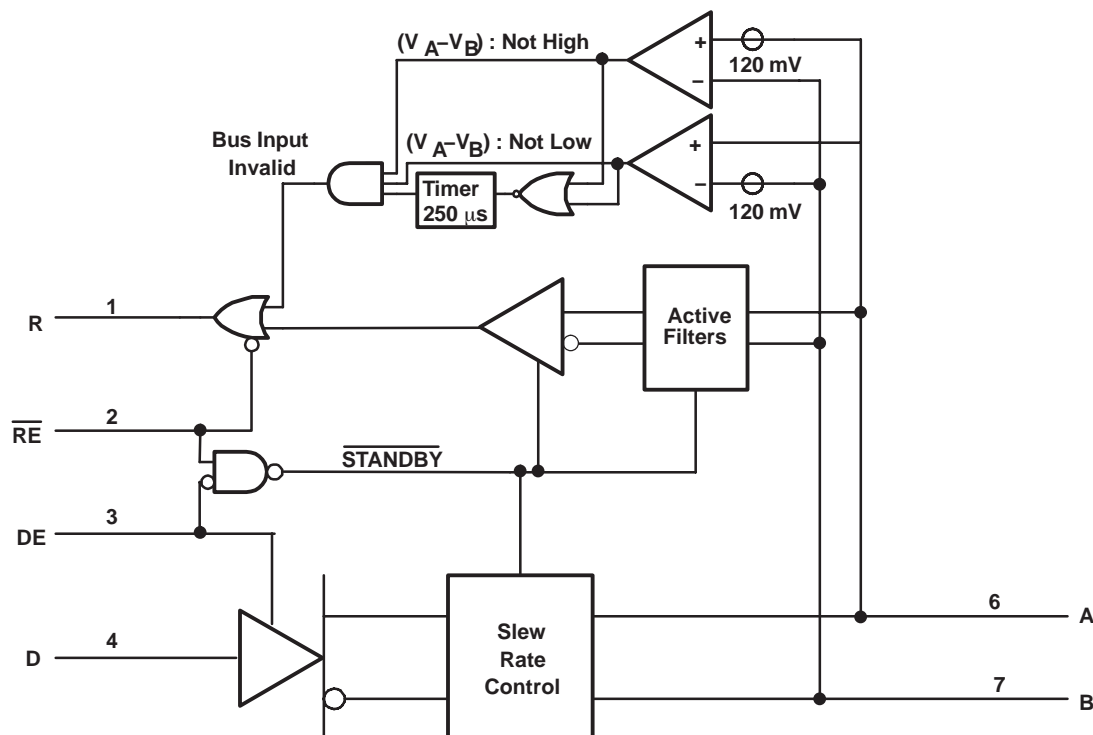 (V A–VB) : Not High
+
–
120 mV
Bus Input
Invalid
(V A–VB) : Not Low
+
–
120 mV
Timer
250 μs
R
1
Active
Filters
RE
2
STANDBY
DE
3
D
4
Slew
Rate
Control
6
A
7
B